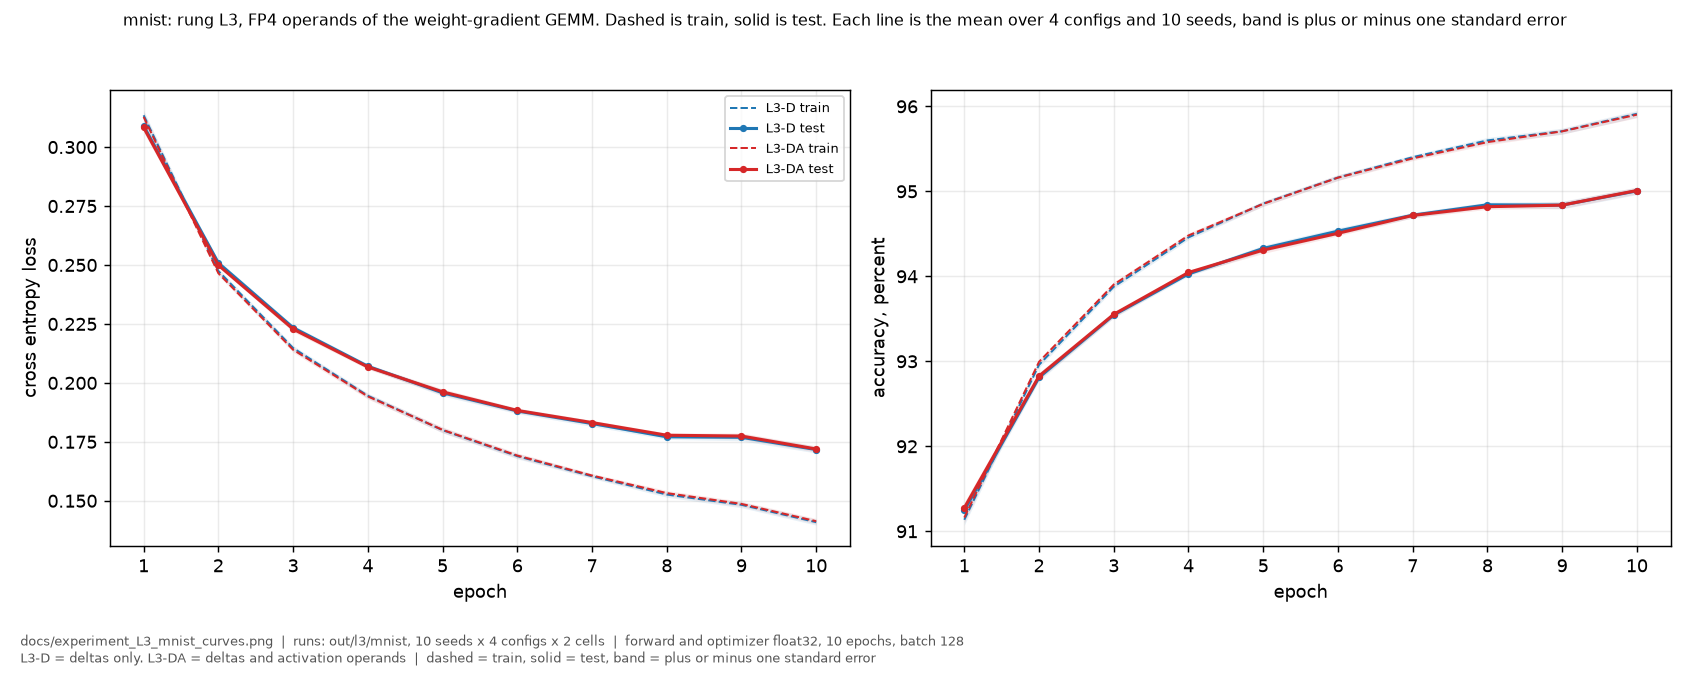 mnist: rung L3, FP4 operands of the weight-gradient GEMM. Dashed is train, solid is test. Each line is the mean over 4 configs and 10 seeds, band is plus or minus one standard error
cross entropy loss
0.300
0.275
0.250
0.225
0.200
0.175
0.150
L3-D train
L3-D test
L3-DA train
L3-DA test
1 2 3 4 5 6 7 8 9 10
epoch
accuracy, percent
96
95
94
93
92
91
1 2 3 4 5 6 7 8 9 10
epoch
docs/experiment_L3_mnist_curves.png | runs: out/l3/mnist, 10 seeds x 4 configs x 2 cells | forward and optimizer float32, 10 epochs, batch 128
L3-D = deltas only. L3-DA = deltas and activation operands | dashed = train, solid = test, band = plus or minus one standard error